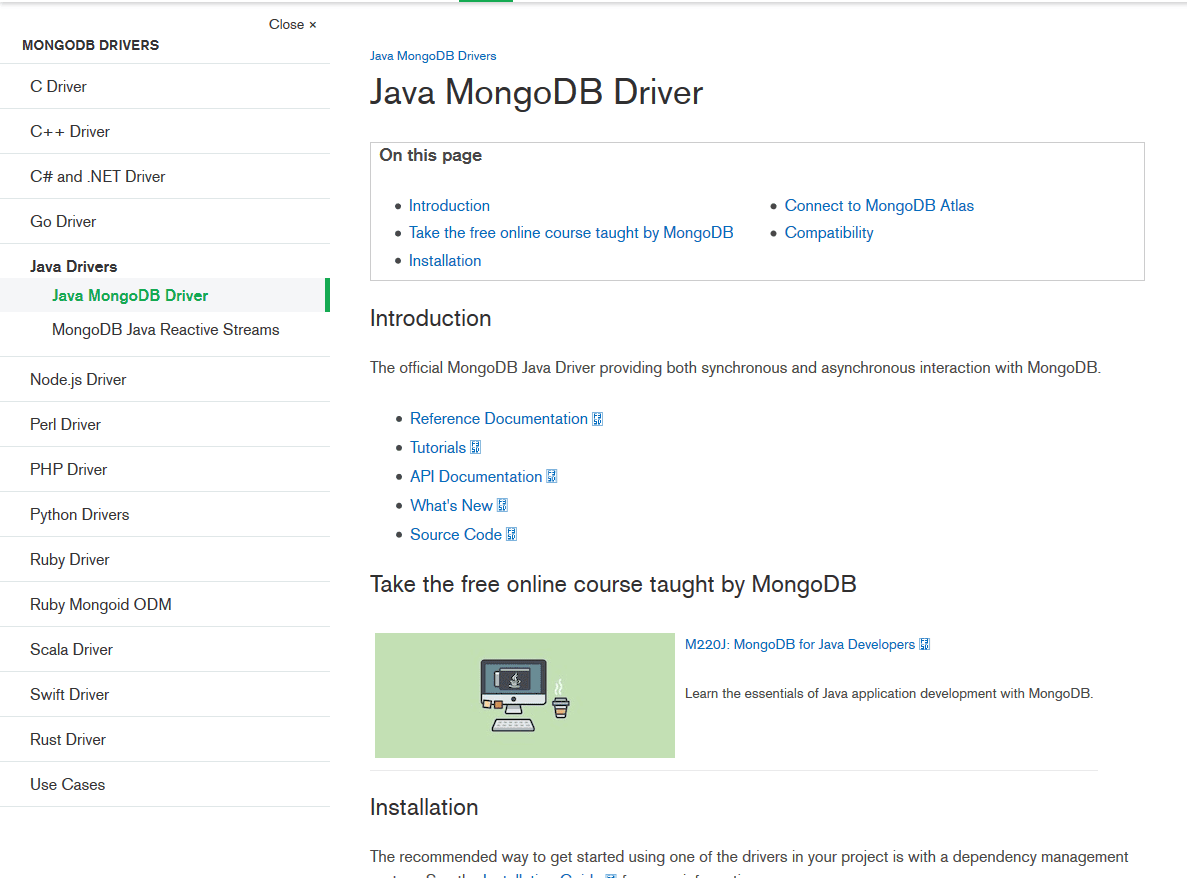 Close ×
MONGODB DRIVERS
C Driver
C++ Driver
C# and .NET Driver
Go Driver
Java Drivers
Java MongoDB Driver
MongoDB Java Reactive Streams
Node.js Driver
Perl Driver
PHP Driver
Python Drivers
Ruby Driver
Ruby Mongoid ODM
Scala Driver
Swift Driver
Rust Driver
Use Cases
Java MongoDB Drivers
Java MongoDB Driver
On this page
Introduction
Take the free online course taught by MongoDB
Installation
Connect to MongoDB Atlas
Compatibility
Introduction
The official MongoDB Java Driver providing both synchronous and asynchronous interaction with MongoDB.
Reference Documentation
Tutorials
API Documentation
What's New
Source Code
Take the free online course taught by MongoDB
M220J: MongoDB for Java Developers
Learn the essentials of Java application development with MongoDB.
Installation
The recommended way to get started using one of the drivers in your project is with a dependency management